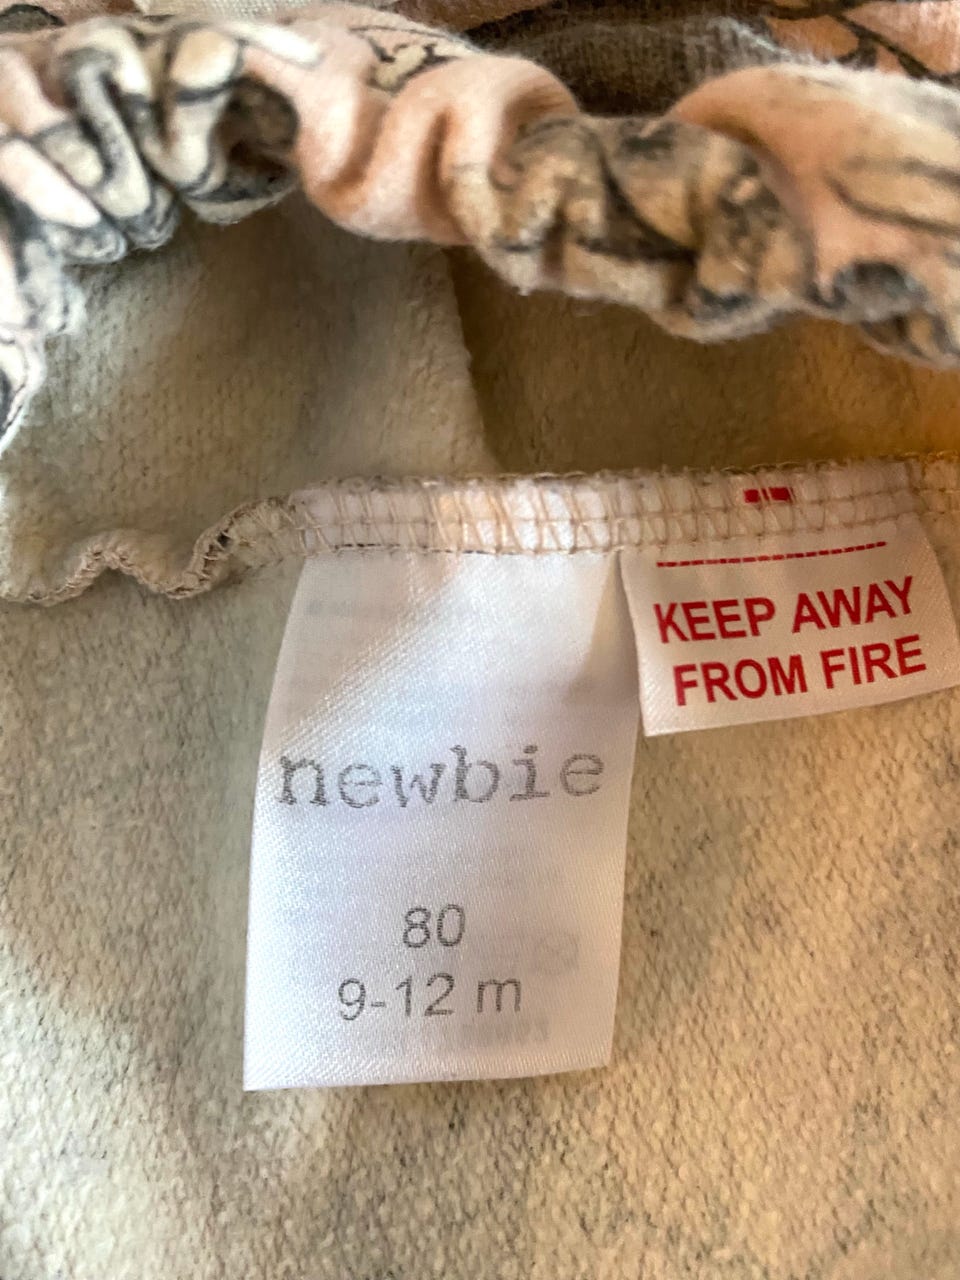 newbie
80
9-12 m
KEEP AWAY
FROM FIRE